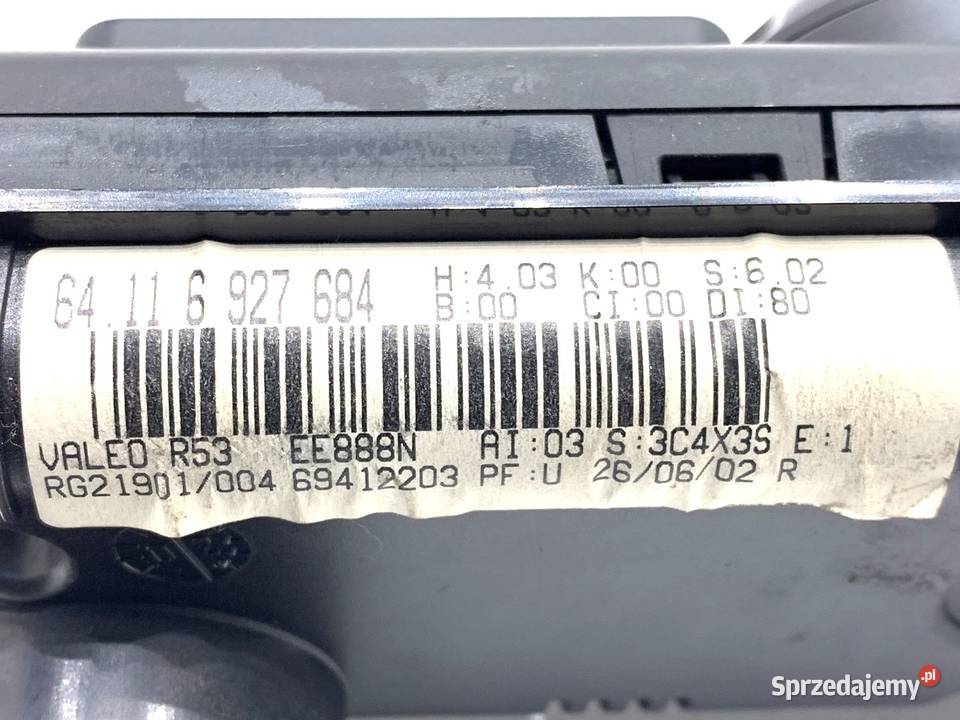 64.11 6 927 684 H:4.03 K:00 S:6.02
B:00 CI:00 DI:80
VALEO R53 EE888N AI:03 S:3C4X3S E:1
RG21901/004 69412203 PF:U 26/06/02 R
Sprzedajemy.pl